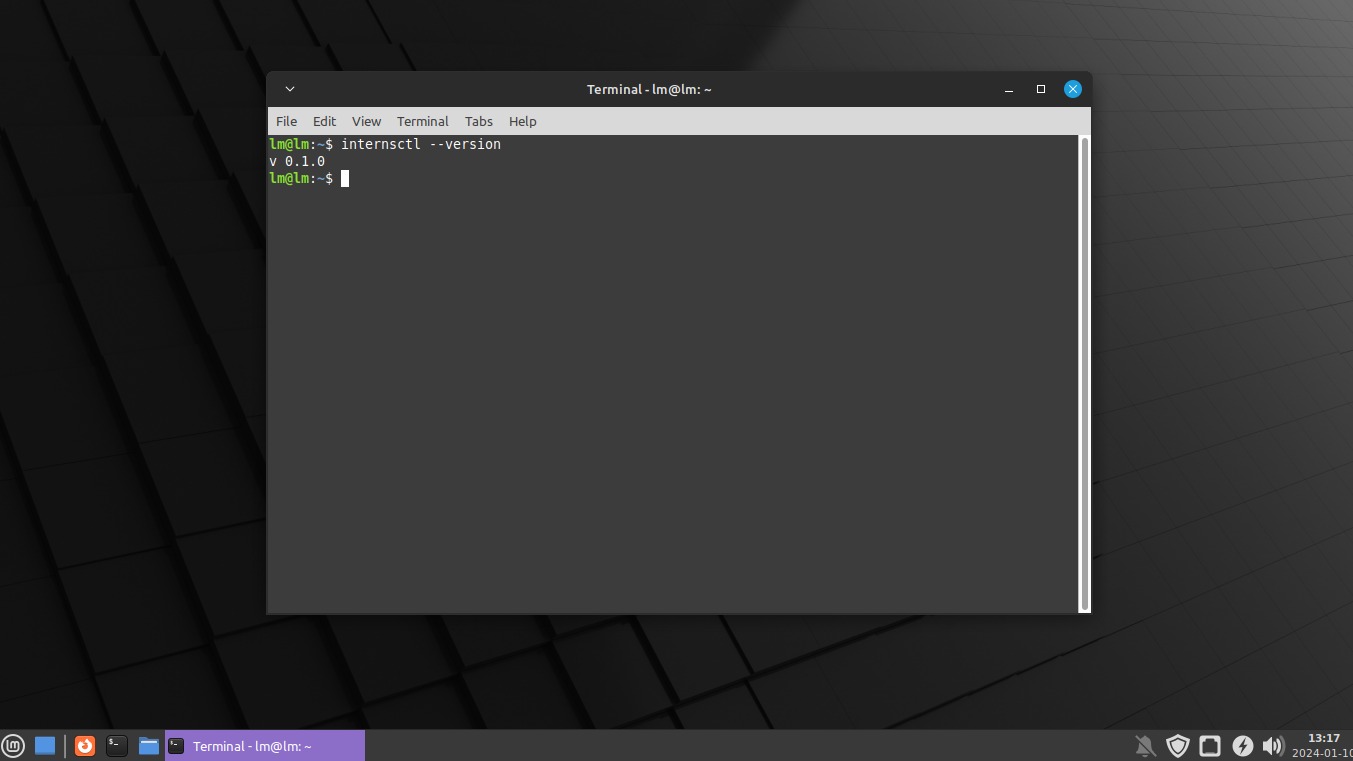 Terminal - lm@lm: ~
File Edit View Terminal Tabs Help
lm@lm:~$ internsctl --version
v 0.1.0
lm@lm:~$
Terminal - lm@lm: ~
13:17
2024-01-10